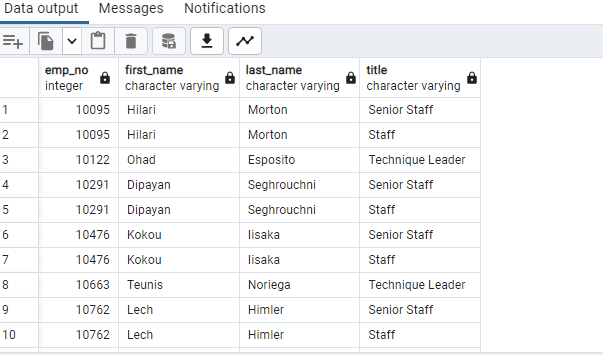 Data output Messages Notifications
emp_no first_name last_name title
integer character varying character varying character varying
1 10095 Hilari Morton Senior Staff
2 10095 Hilari Morton Staff
3 10122 Ohad Esposito Technique Leader
4 10291 Dipayan Seghrouchni Senior Staff
5 10291 Dipayan Seghrouchni Staff
6 10476 Kokou Iisaka Senior Staff
7 10476 Kokou Iisaka Staff
8 10663 Teunis Noriega Technique Leader
9 10762 Lech Himler Senior Staff
10 10762 Lech Himler Staff